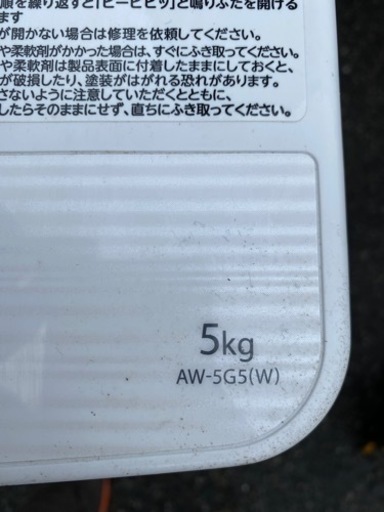 順を繰り返すと「ピーピピッ」と鳴りふたを開ける
ます
が開かない場合は修理を依頼してください。
や柔軟剤がかかった場合は、すぐにふき取ってください。
や柔軟剤は製品表面に付着したままにしておくと、
が破損したり、塗装がはがれる恐れがあります。
さないように注意していただくとともに、
したらそのままにせず、直ちにふき取ってください。
5kg
AW-5G5(W)